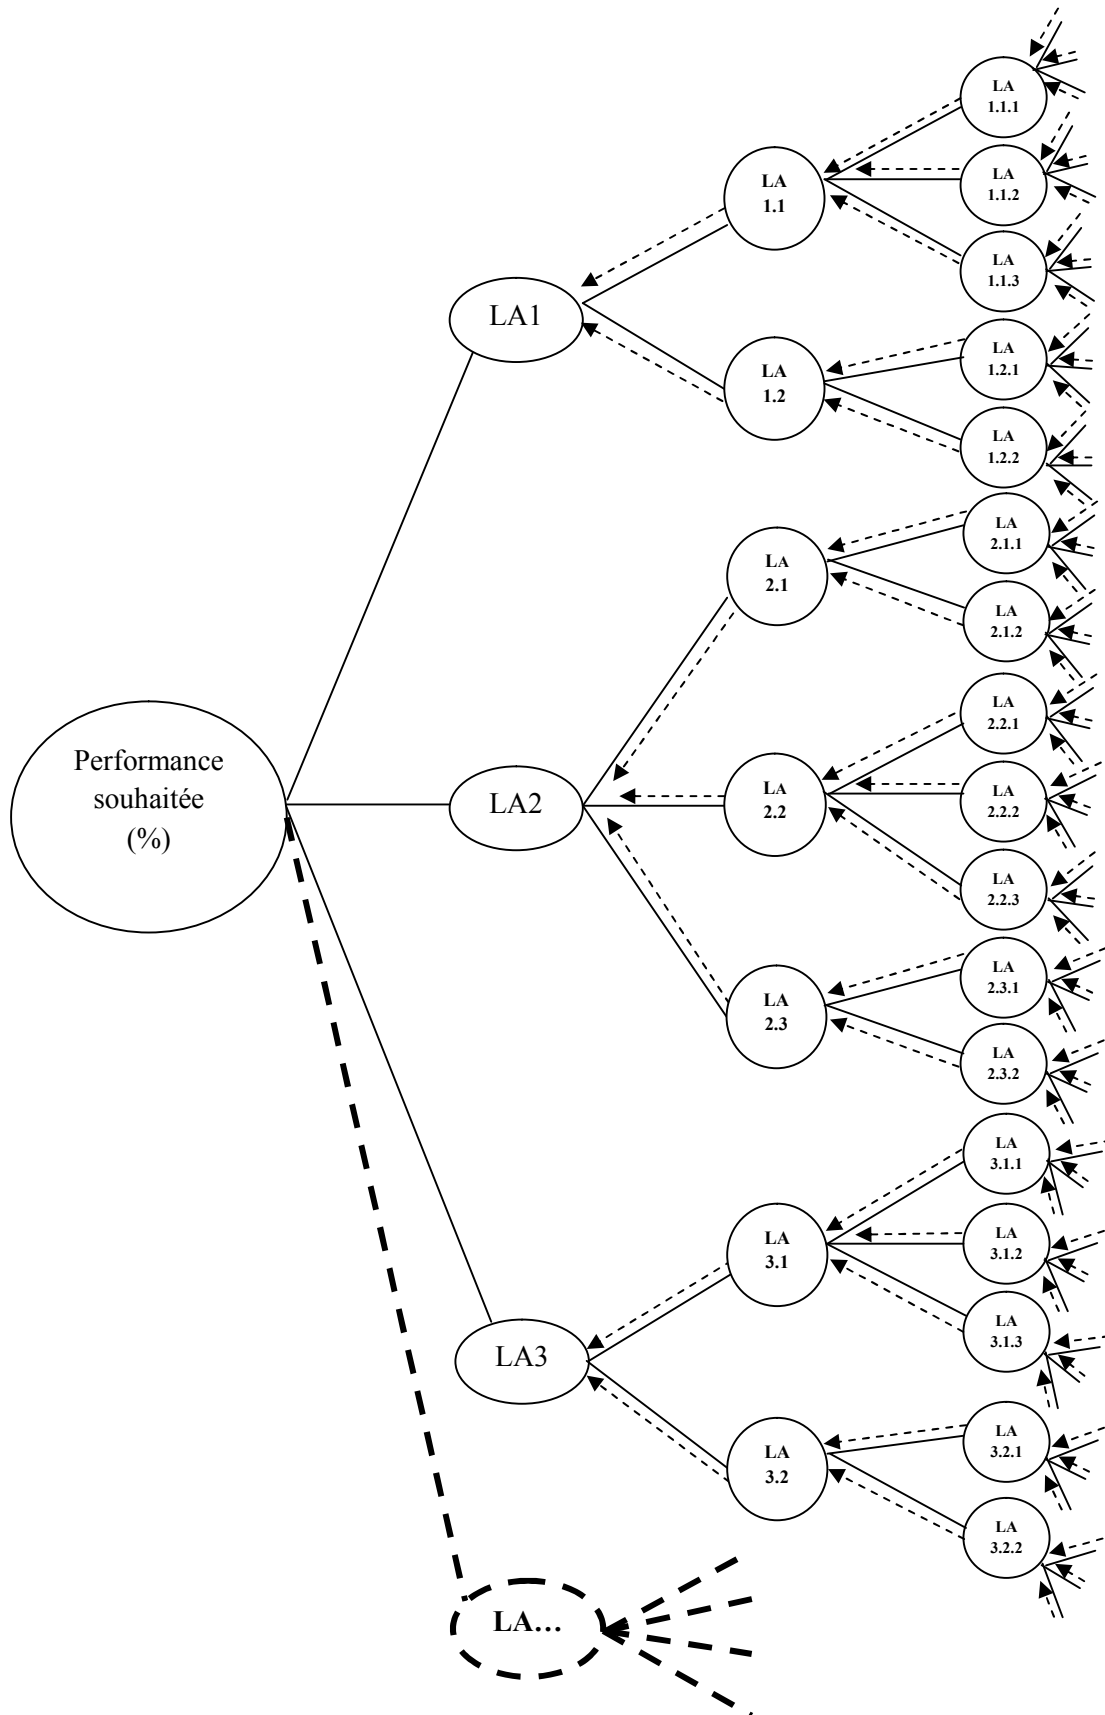 Performance
souhaitée
(%)
LA1
LA
1.1
LA
1.1.1
LA
1.1.2
LA
1.1.3
LA
1.2
LA
1.2.1
LA
1.2.2
LA2
LA
2.1
LA
2.1.1
LA
2.1.2
LA
2.2
LA
2.2.1
LA
2.2.2
LA
2.2.3
LA
2.3
LA
2.3.1
LA
2.3.2
LA3
LA
3.1
LA
3.1.1
LA
3.1.2
LA
3.1.3
LA
3.2
LA
3.2.1
LA
3.2.2
LA…